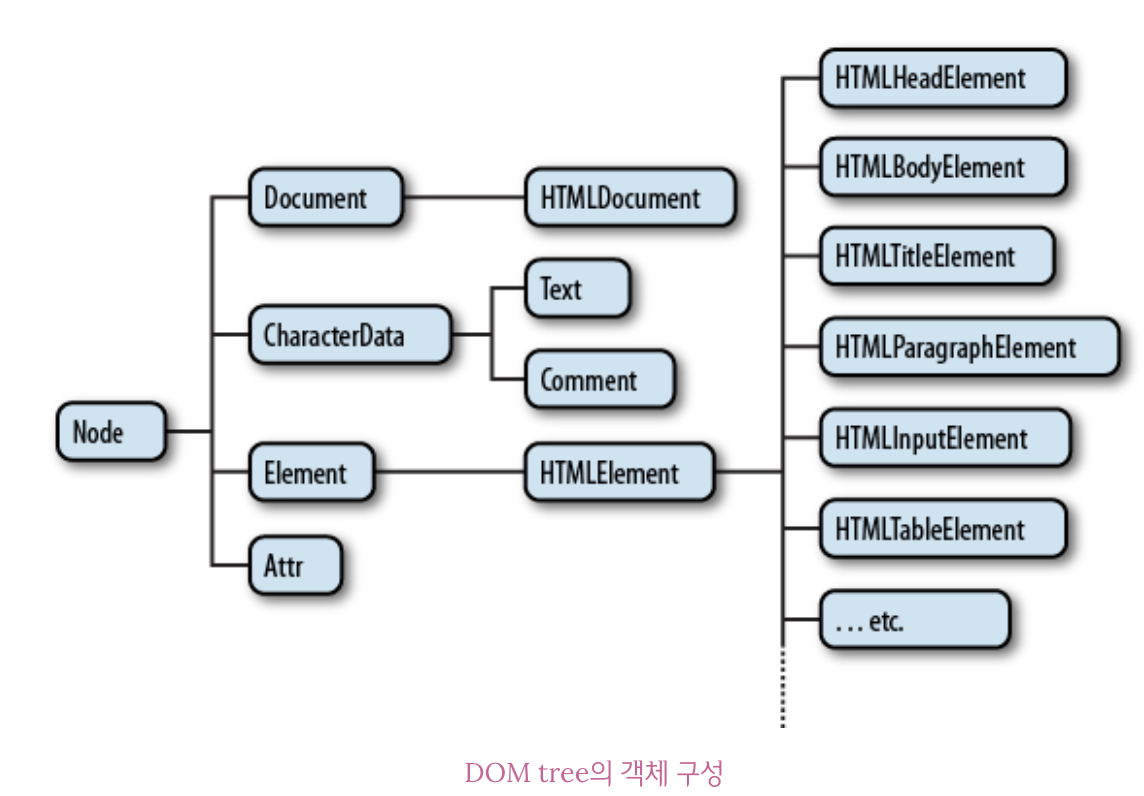 HTMLHeadElement
HTMLBodyElement
Document
HTMLDocument
HTMLTitleElement
Text
CharacterData
HTMLParagraphElement
Comment
Node
HTMLInputElement
Element
HTMLElement
HTMLTableElement
Attr
. . . etc.
DOM tree의 객체 구성